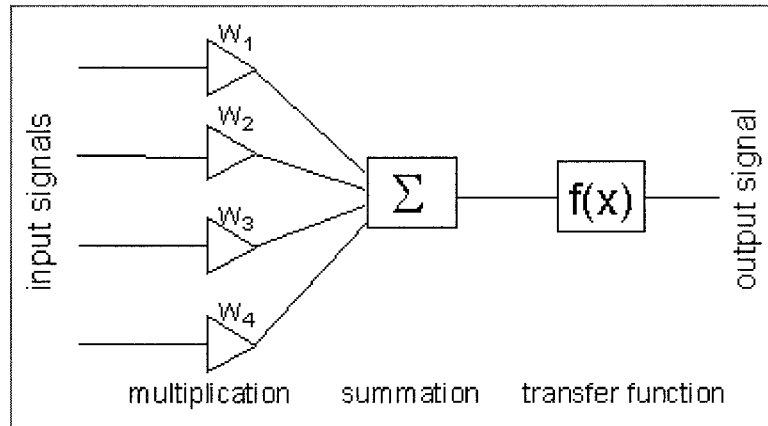 W1
W2
W3
W4
input signals
Σ
f(x)
output signal
multiplication
summation
transfer function